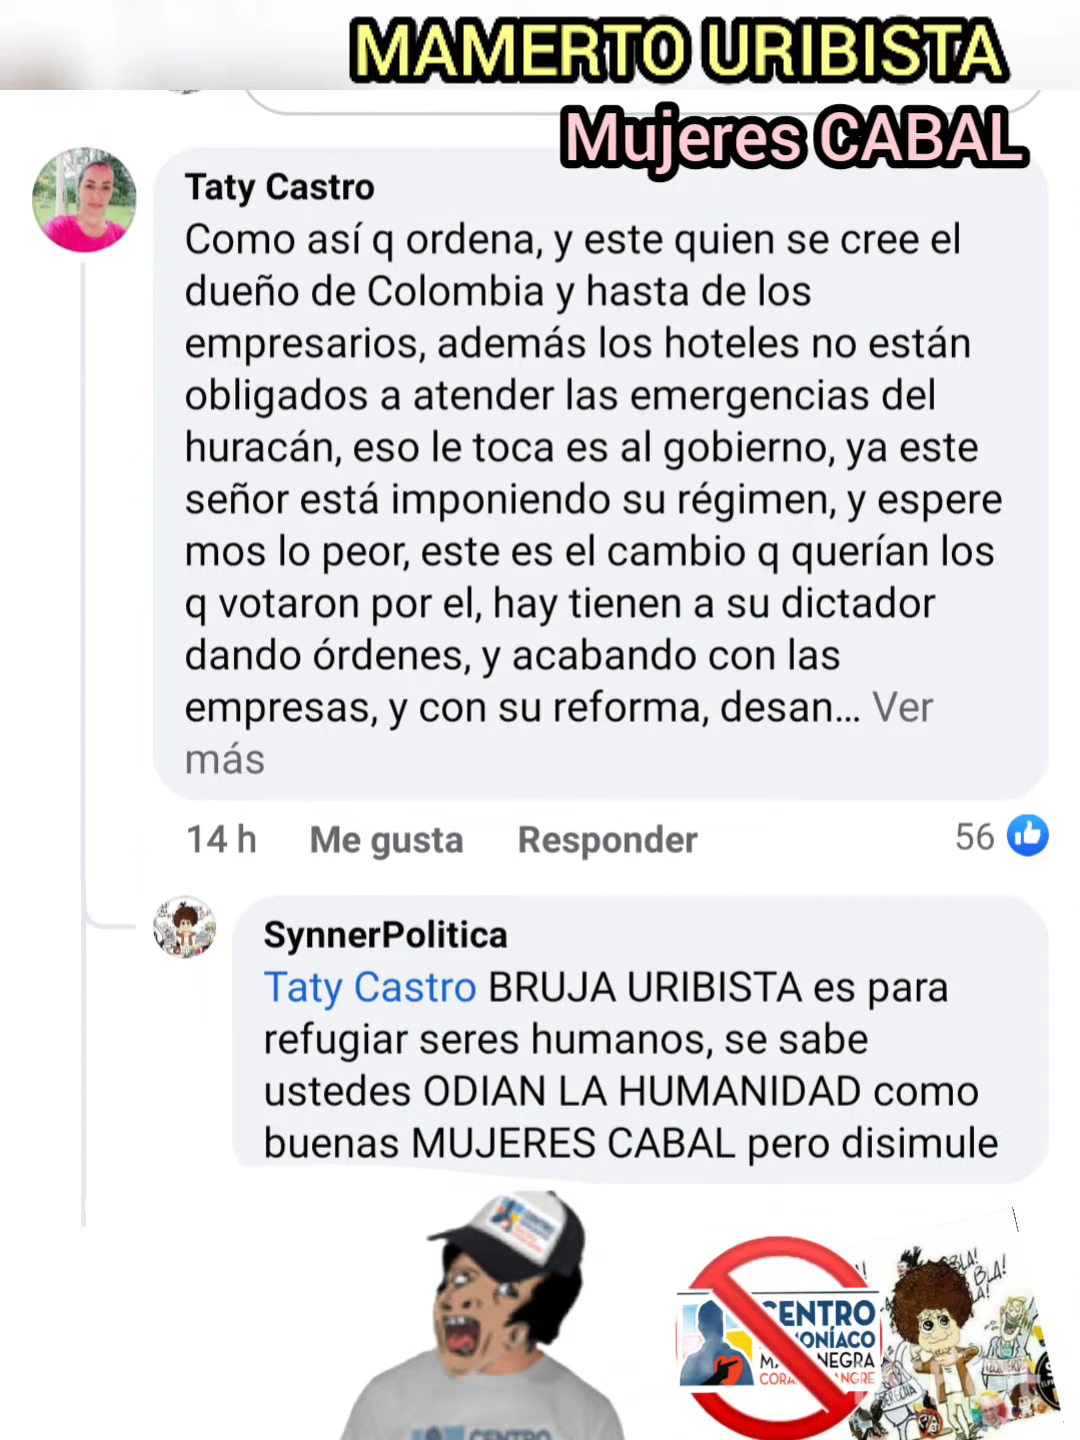 MAMERTO URIBISTA
Mujeres CABAL
Taty Castro
Como así q ordena, y este quien se cree el
dueño de Colombia y hasta de los
empresarios, además los hoteles no están
obligados a atender las emergencias del
huracán, eso le toca es al gobierno, ya este
señor está imponiendo su régimen, y espere
mos lo peor, este es el cambio q querían los
q votaron por el, hay tienen a su dictador
dando órdenes, y acabando con las
empresas, y con su reforma, desan... Ver
más
14 h Me gusta Responder 56
SynnerPolitica
Taty Castro BRUJA URIBISTA es para
refugiar seres humanos, se sabe
ustedes ODIAN LA HUMANIDAD como
buenas MUJERES CABAL pero disimule
CENTRO
NEGRA
BLA!
BLA!
CENTRO